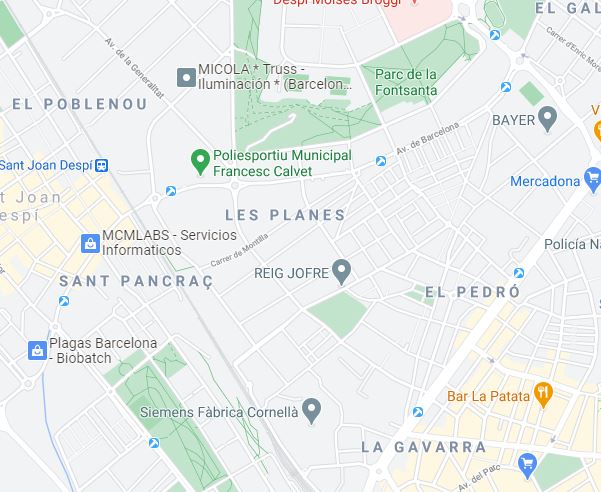 Despí Moisès Broggi
EL GAL
Av. de la Generalitat
Carrer d'Enric More
MICOLA * Truss -
Iluminación * (Barcelon...
Parc de la
Fontsanta
EL POBLENOU
BAYER
Av. de Barcelona
Poliesportiu Municipal
Francesc Calvet
Sant Joan Despí
Mercadona
Sant Joan
Despí
LES PLANES
MCMLABS - Servicios
Informaticos
Carrer de Montilla
Policía Na
REIG JOFRE
SANT PANCRAÇ
EL PEDRÓ
Plagas Barcelona
- Biobatch
Bar La Patata
Siemens Fàbrica Cornellà
LA GAVARRA
Av. del Parc